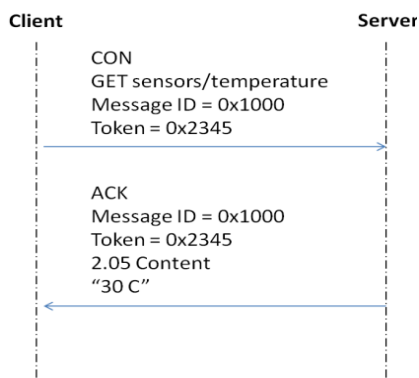 Client
Server
CON
GET sensors/temperature
Message ID = 0x1000
Token = 0x2345
ACK
Message ID = 0x1000
Token = 0x2345
2.05 Content
“30 C”